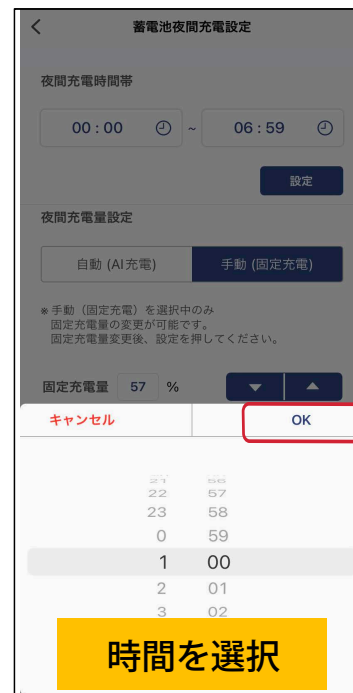 蓄電池夜間充電設定
夜間充電時間帯
00 : 00 ~ 06 : 59
設定
夜間充電量設定
自動 (AI充電) 手動 (固定充電)
※手動（固定充電）を選択中のみ
固定充電量の変更が可能です。
固定充電量変更後、設定を押してください。
固定充電量 57 %
キャンセル OK
21 56
22 57
23 58
0 59
1 00
2 01
3 02
時間を選択